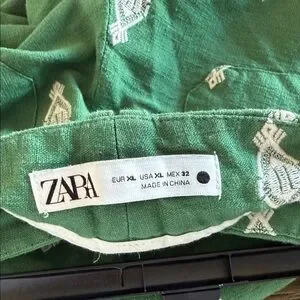 ZARA
EUR XL USA XL MEX 32
MADE IN CHINA